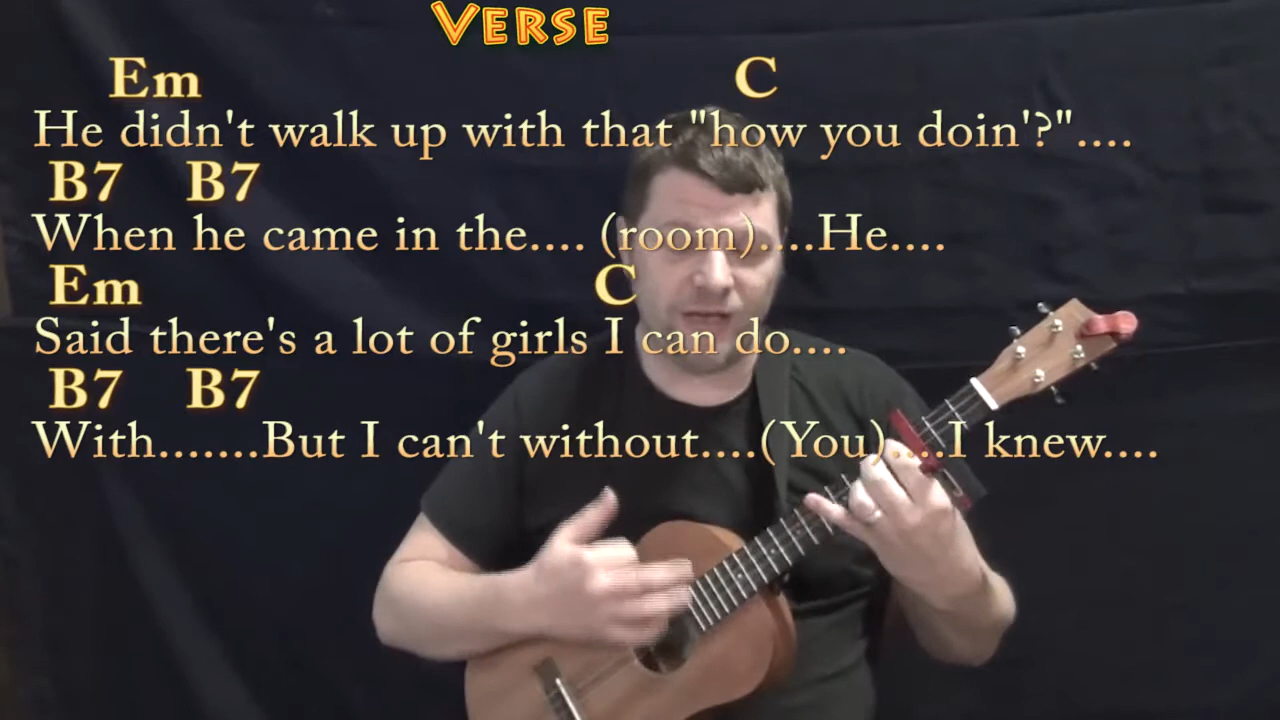 VERSE
Em C
He didn't walk up with that "how you doin'?"....
B7 B7
When he came in the.... (room)....He....
Em C
Said there's a lot of girls I can do....
B7 B7
With.......But I can't without....(You)....I knew....